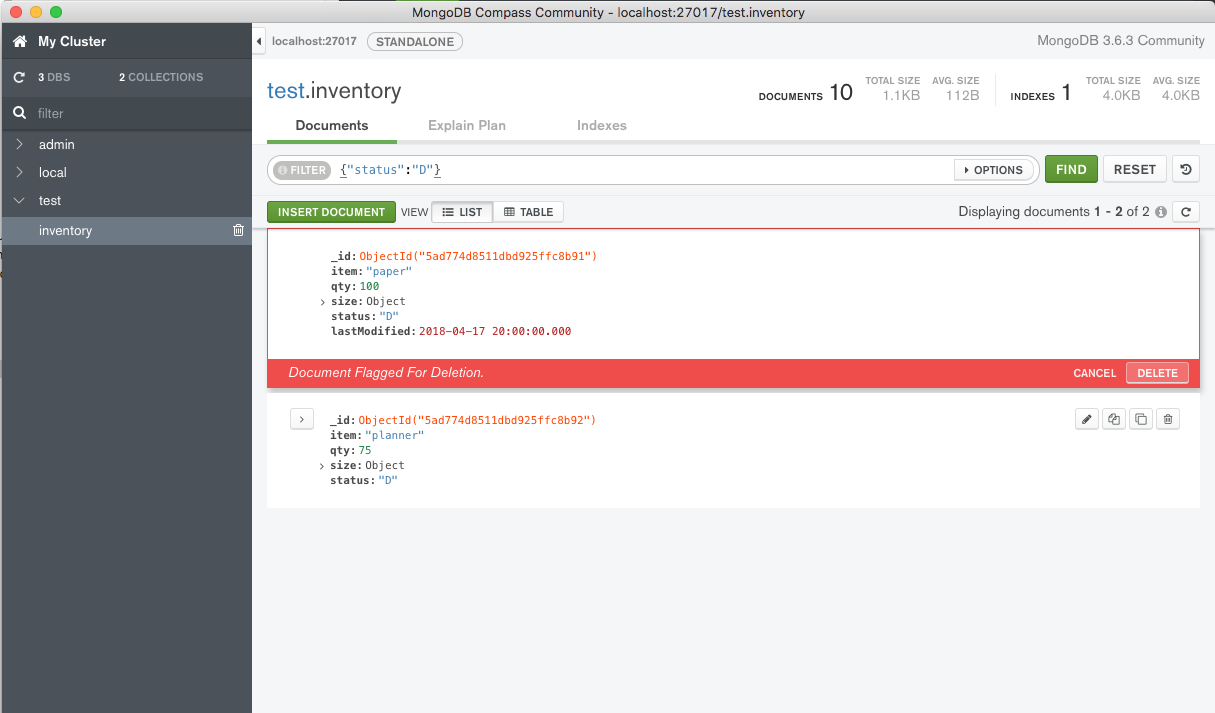 MongoDB Compass Community - localhost:27017/test.inventory
My Cluster
3 DBS 2 COLLECTIONS
filter
admin
local
test
inventory
localhost:27017 STANDALONE MongoDB 3.6.3 Community
test.inventory
DOCUMENTS 10 TOTAL SIZE 1.1KB AVG. SIZE 112B INDEXES 1 TOTAL SIZE 4.0KB AVG. SIZE 4.0KB
Documents Explain Plan Indexes
FILTER {"status":"D"} OPTIONS FIND RESET
INSERT DOCUMENT VIEW LIST TABLE Displaying documents 1 - 2 of 2
_id: ObjectId("5ad774d8511dbd925ffc8b91")
item: "paper"
qty: 100
size: Object
status: "D"
lastModified: 2018-04-17 20:00:00.000
Document Flagged For Deletion. CANCEL DELETE
_id: ObjectId("5ad774d8511dbd925ffc8b92")
item: "planner"
qty: 75
size: Object
status: "D"